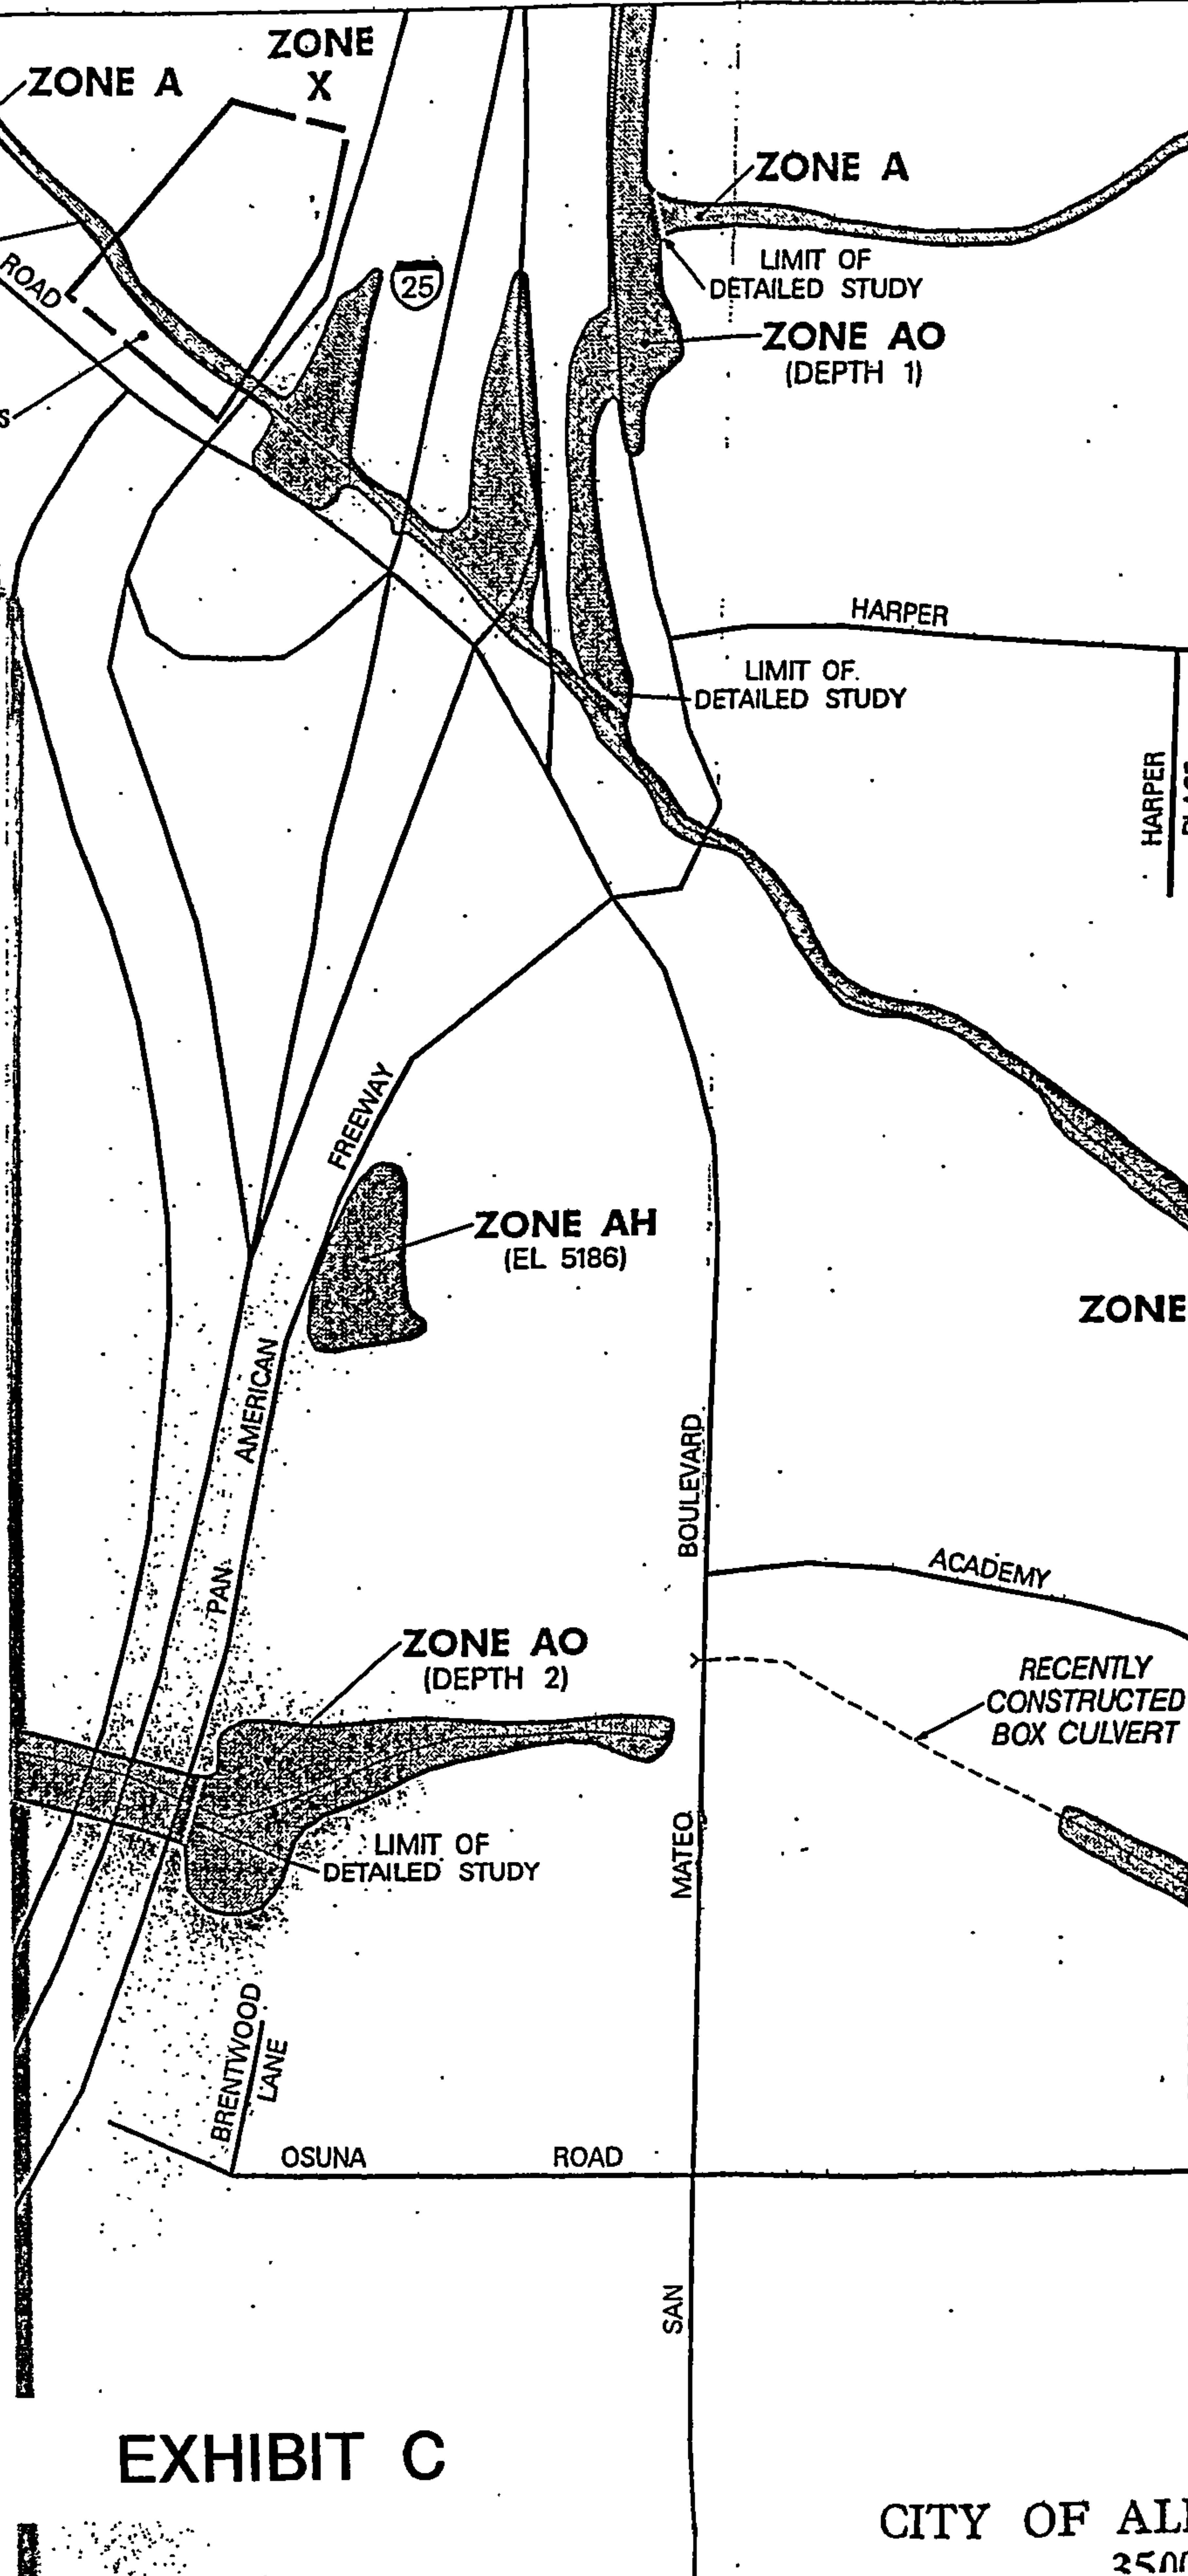 ZONE
X
ZONE A
ZONE A
ROAD
25
LIMIT OF
DETAILED STUDY
ZONE AO
(DEPTH 1)
S
HARPER
LIMIT OF.
DETAILED STUDY
HARPER
FREEWAY
ZONE AH
(EL 5186)
ZONE
AMERICAN
BOULEVARD
ACADEMY
PAN
ZONE AO
(DEPTH 2)
RECENTLY
CONSTRUCTED
BOX CULVERT
MATEO
LIMIT OF
DETAILED STUDY
BRENTWOOD
LANE
OSUNA ROAD
SAN
EXHIBIT C
CITY OF AL